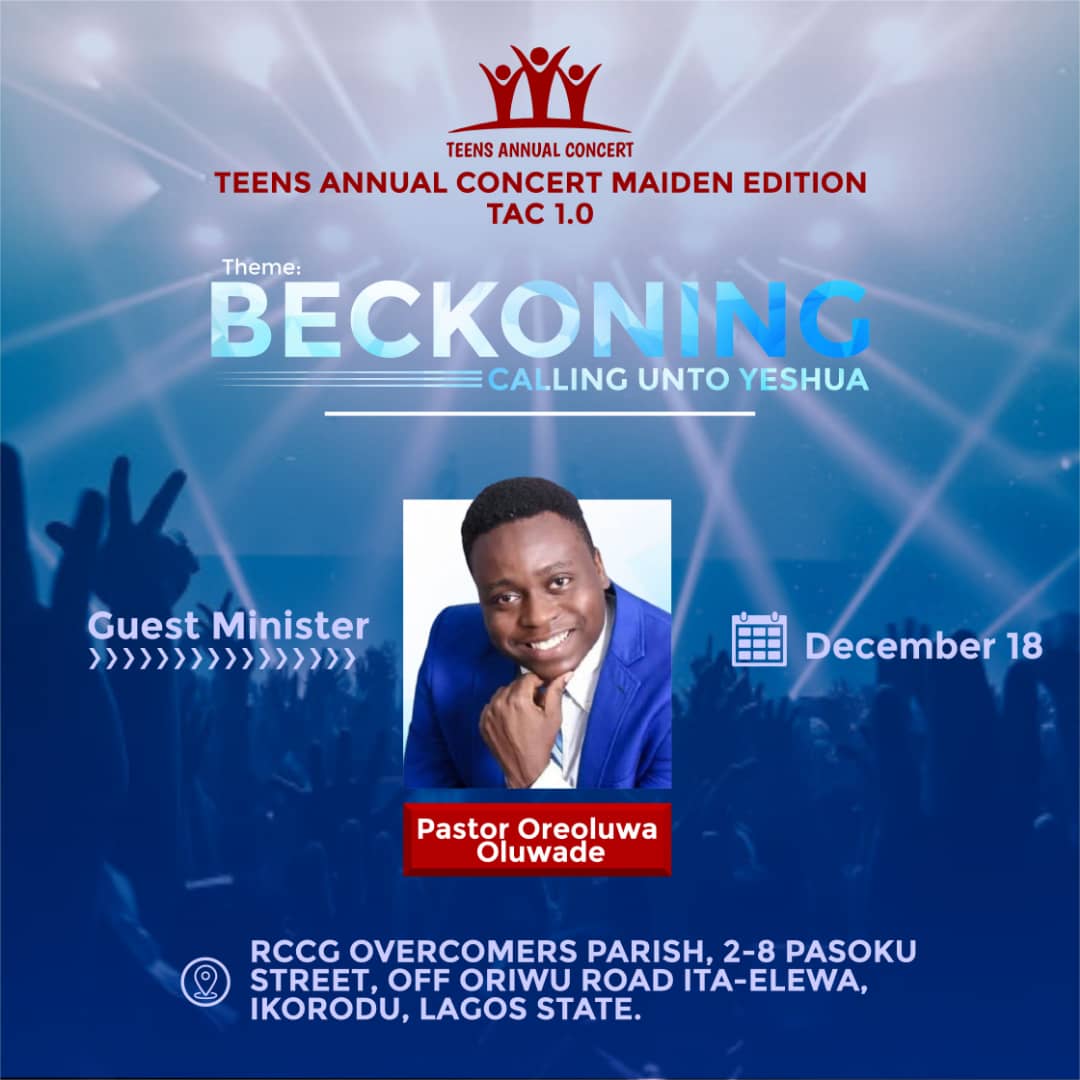 TEENS ANNUAL CONCERT
TEENS ANNUAL CONCERT MAIDEN EDITION
TAC 1.0
Theme:
BECKONING
CALLING UNTO YESHUA
Guest Minister
December 18
Pastor Oreoluwa
Oluwade
RCCG OVERCOMERS PARISH, 2-8 PASOKU
STREET, OFF ORIWU ROAD ITA-ELEWA,
IKORODU, LAGOS STATE.